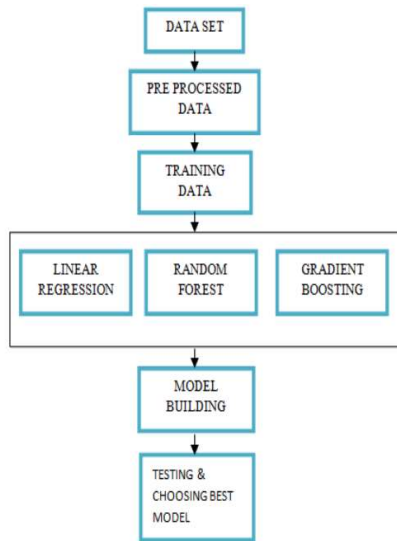 DATA SET
PRE PROCESSED
DATA
TRAINING
DATA
LINEAR
REGRESSION
RANDOM
FOREST
GRADIENT
BOOSTING
MODEL
BUILDING
TESTING &
CHOOSING BEST
MODEL